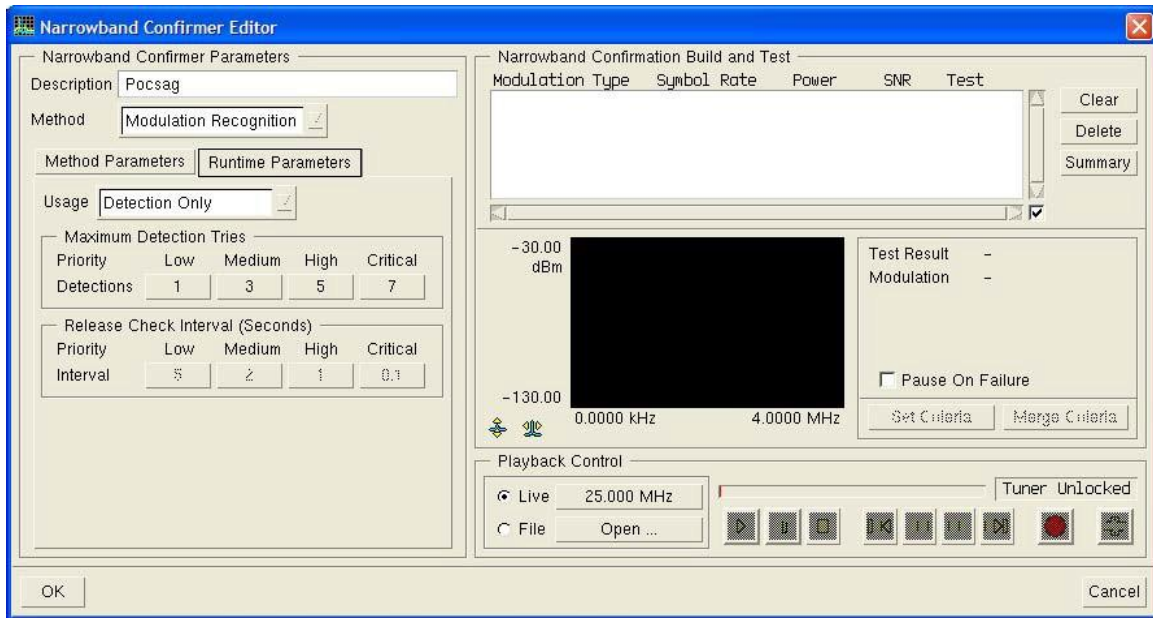 Narrowband Confirmer Editor
Narrowband Confirmer Parameters
Description Pocsag
Method Modulation Recognition
Method Parameters Runtime Parameters
Usage Detection Only
Maximum Detection Tries
Priority Low Medium High Critical
Detections 1 3 5 7
Release Check Interval (Seconds)
Priority Low Medium High Critical
Interval 5 2 1 0.1
Narrowband Confirmation Build and Test
Modulation Type Symbol Rate Power SNR Test
Clear
Delete
Summary
-30.00
dBm
-130.00
0.0000 kHz 4.0000 MHz
Test Result -
Modulation -
Pause On Failure
Set Criteria Merge Criteria
Playback Control
Live 25.000 MHz
File Open ...
Tuner Unlocked
OK
Cancel